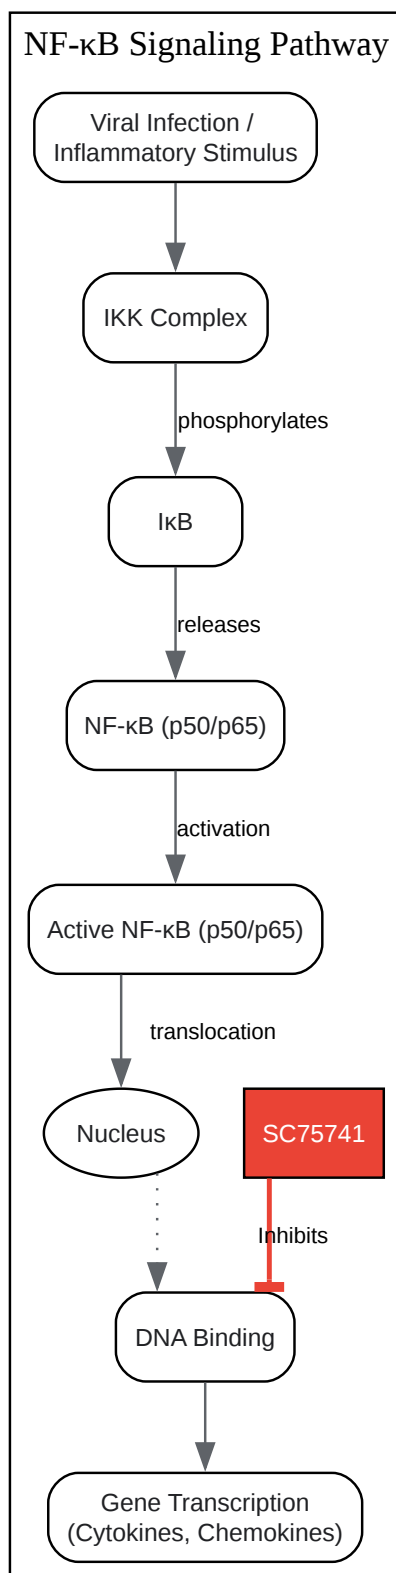 NF-κB Signaling Pathway
Viral Infection /
Inflammatory Stimulus
IKK Complex
phosphorylates
IκB
releases
NF-κB (p50/p65)
activation
Active NF-κB (p50/p65)
translocation
Nucleus
SC75741
Inhibits
DNA Binding
Gene Transcription
(Cytokines, Chemokines)